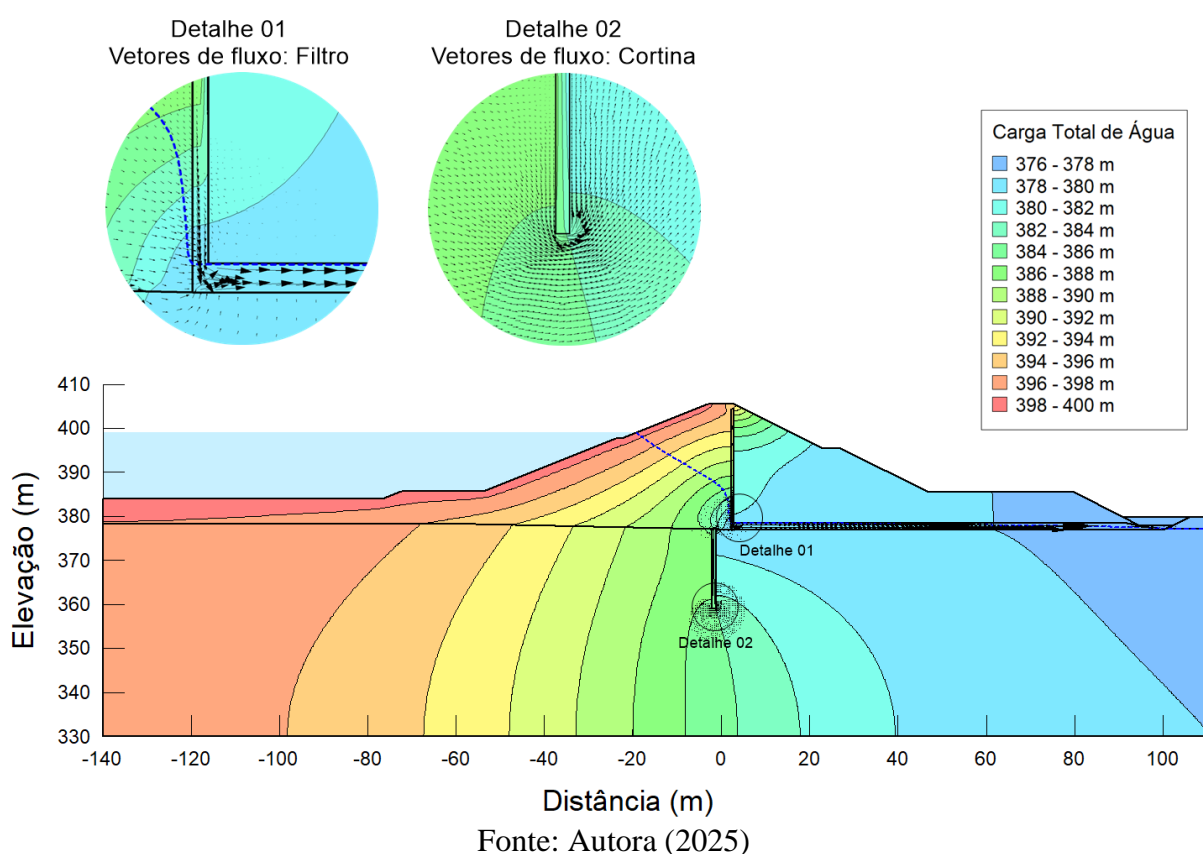 Detalhe 01
Vetores de fluxo: Filtro
Detalhe 02
Vetores de fluxo: Cortina
Carga Total de Água
376 - 378 m
378 - 380 m
380 - 382 m
382 - 384 m
384 - 386 m
386 - 388 m
388 - 390 m
390 - 392 m
392 - 394 m
394 - 396 m
396 - 398 m
398 - 400 m
Elevação (m)
410
400
390
380
370
360
350
340
330
Detalhe 01
Detalhe 02
-140 -120 -100 -80 -60 -40 -20 0 20 40 60 80 100
Distância (m)
Fonte: Autora (2025)